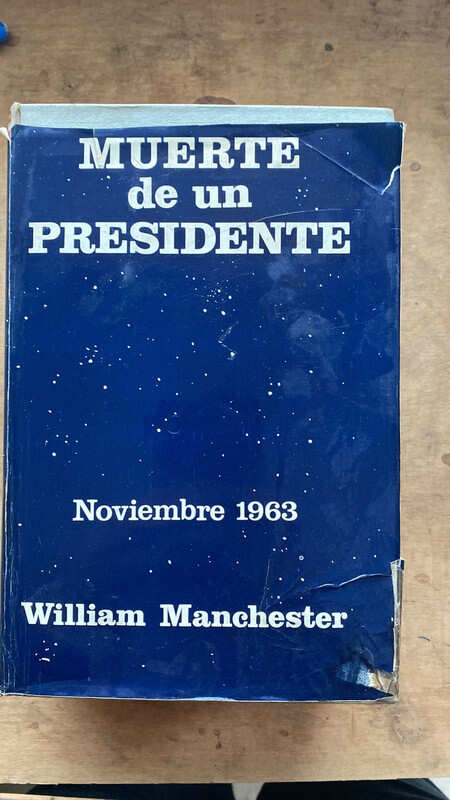 MUERTE
de un
PRESIDENTE
Noviembre 1963
William Manchester